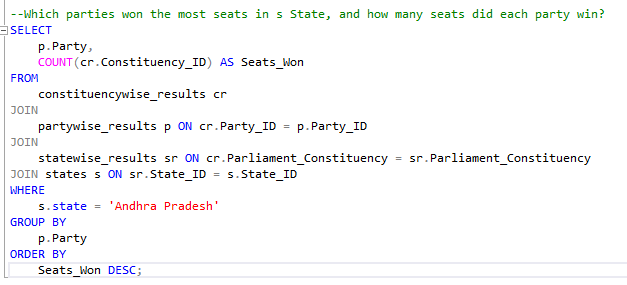 --Which parties won the most seats in s State, and how many seats did each party win?
SELECT
    p.Party,
    COUNT(cr.Constituency_ID) AS Seats_Won
FROM
    constituencywise_results cr
JOIN
    partywise_results p ON cr.Party_ID = p.Party_ID
JOIN
    statewise_results sr ON cr.Parliament_Constituency = sr.Parliament_Constituency
JOIN states s ON sr.State_ID = s.State_ID
WHERE
    s.state = 'Andhra Pradesh'
GROUP BY
    p.Party
ORDER BY
    Seats_Won DESC;